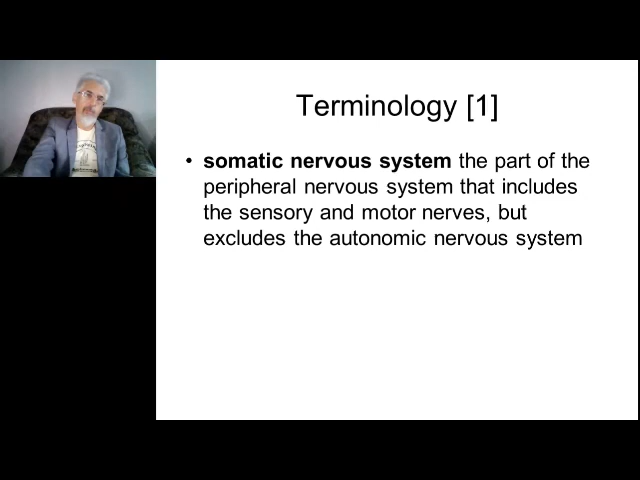 Terminology [1]
• somatic nervous system the part of the
peripheral nervous system that includes
the sensory and motor nerves, but
excludes the autonomic nervous system